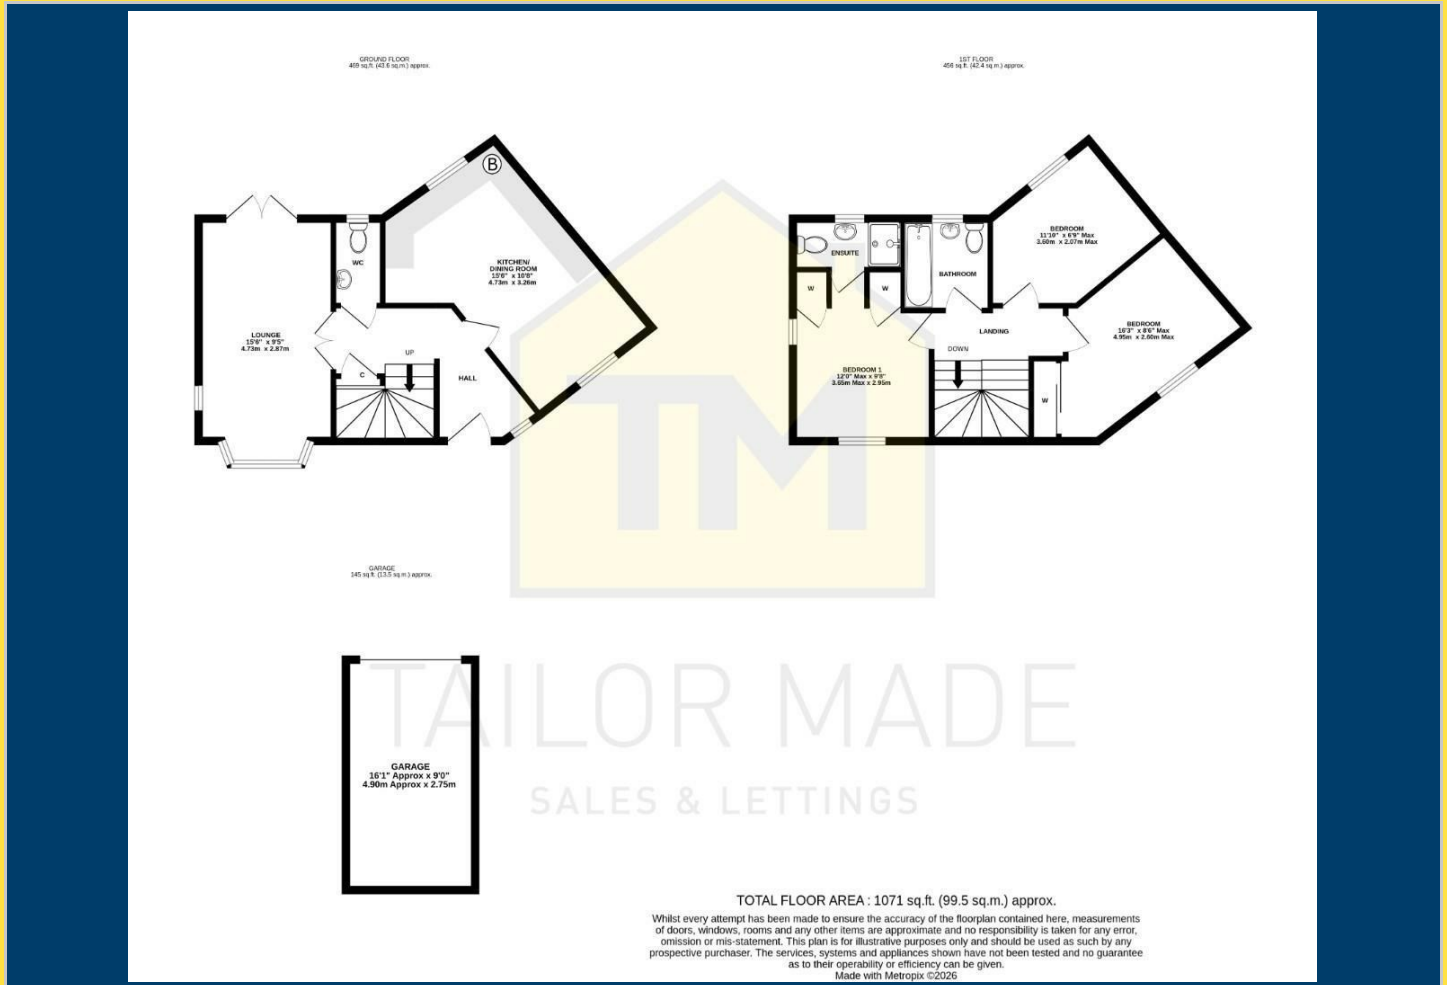 GROUND FLOOR
469 sq.ft. (43.6 sq.m.) approx.
1ST FLOOR
456 sq.ft. (42.4 sq.m.) approx.
B
WC
KITCHEN/
DINING ROOM
15'6" x 10'8"
4.73m x 3.26m
LOUNGE
15'6" x 9'5"
4.73m x 2.87m
UP
C
HALL
ENSUITE
W
W
BATHROOM
BEDROOM
11'10" x 6'9" Max
3.60m x 2.07m Max
LANDING
DOWN
BEDROOM
16'3" x 8'6" Max
4.95m x 2.60m Max
BEDROOM 1
12'0" Max x 9'8"
3.65m Max x 2.95m
W
TM
GARAGE
145 sq.ft. (13.5 sq.m.) approx.
TAILOR MADE
SALES & LETTINGS
GARAGE
16'1" Approx x 9'0"
4.90m Approx x 2.75m
TOTAL FLOOR AREA : 1071 sq.ft. (99.5 sq.m.) approx.
Whilst every attempt has been made to ensure the accuracy of the floorplan contained here, measurements
of doors, windows, rooms and any other items are approximate and no responsibility is taken for any error,
omission or mis-statement. This plan is for illustrative purposes only and should be used as such by any
prospective purchaser. The services, systems and appliances shown have not been tested and no guarantee
as to their operability or efficiency can be given.
Made with Metropix ©2026